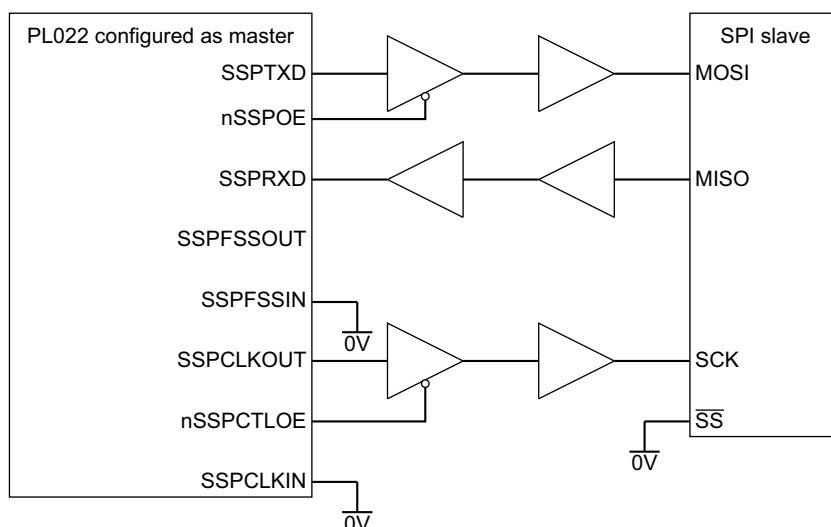 PL022 configured as master
SPI slave
SSPTXD
MOSI
nSSPOE
SSPRXD
MISO
SSPFSSOUT
SSPFSSIN
0V
SSPCLKOUT
SCK
nSSPCTLOE
SS
0V
SSPCLKIN
0V